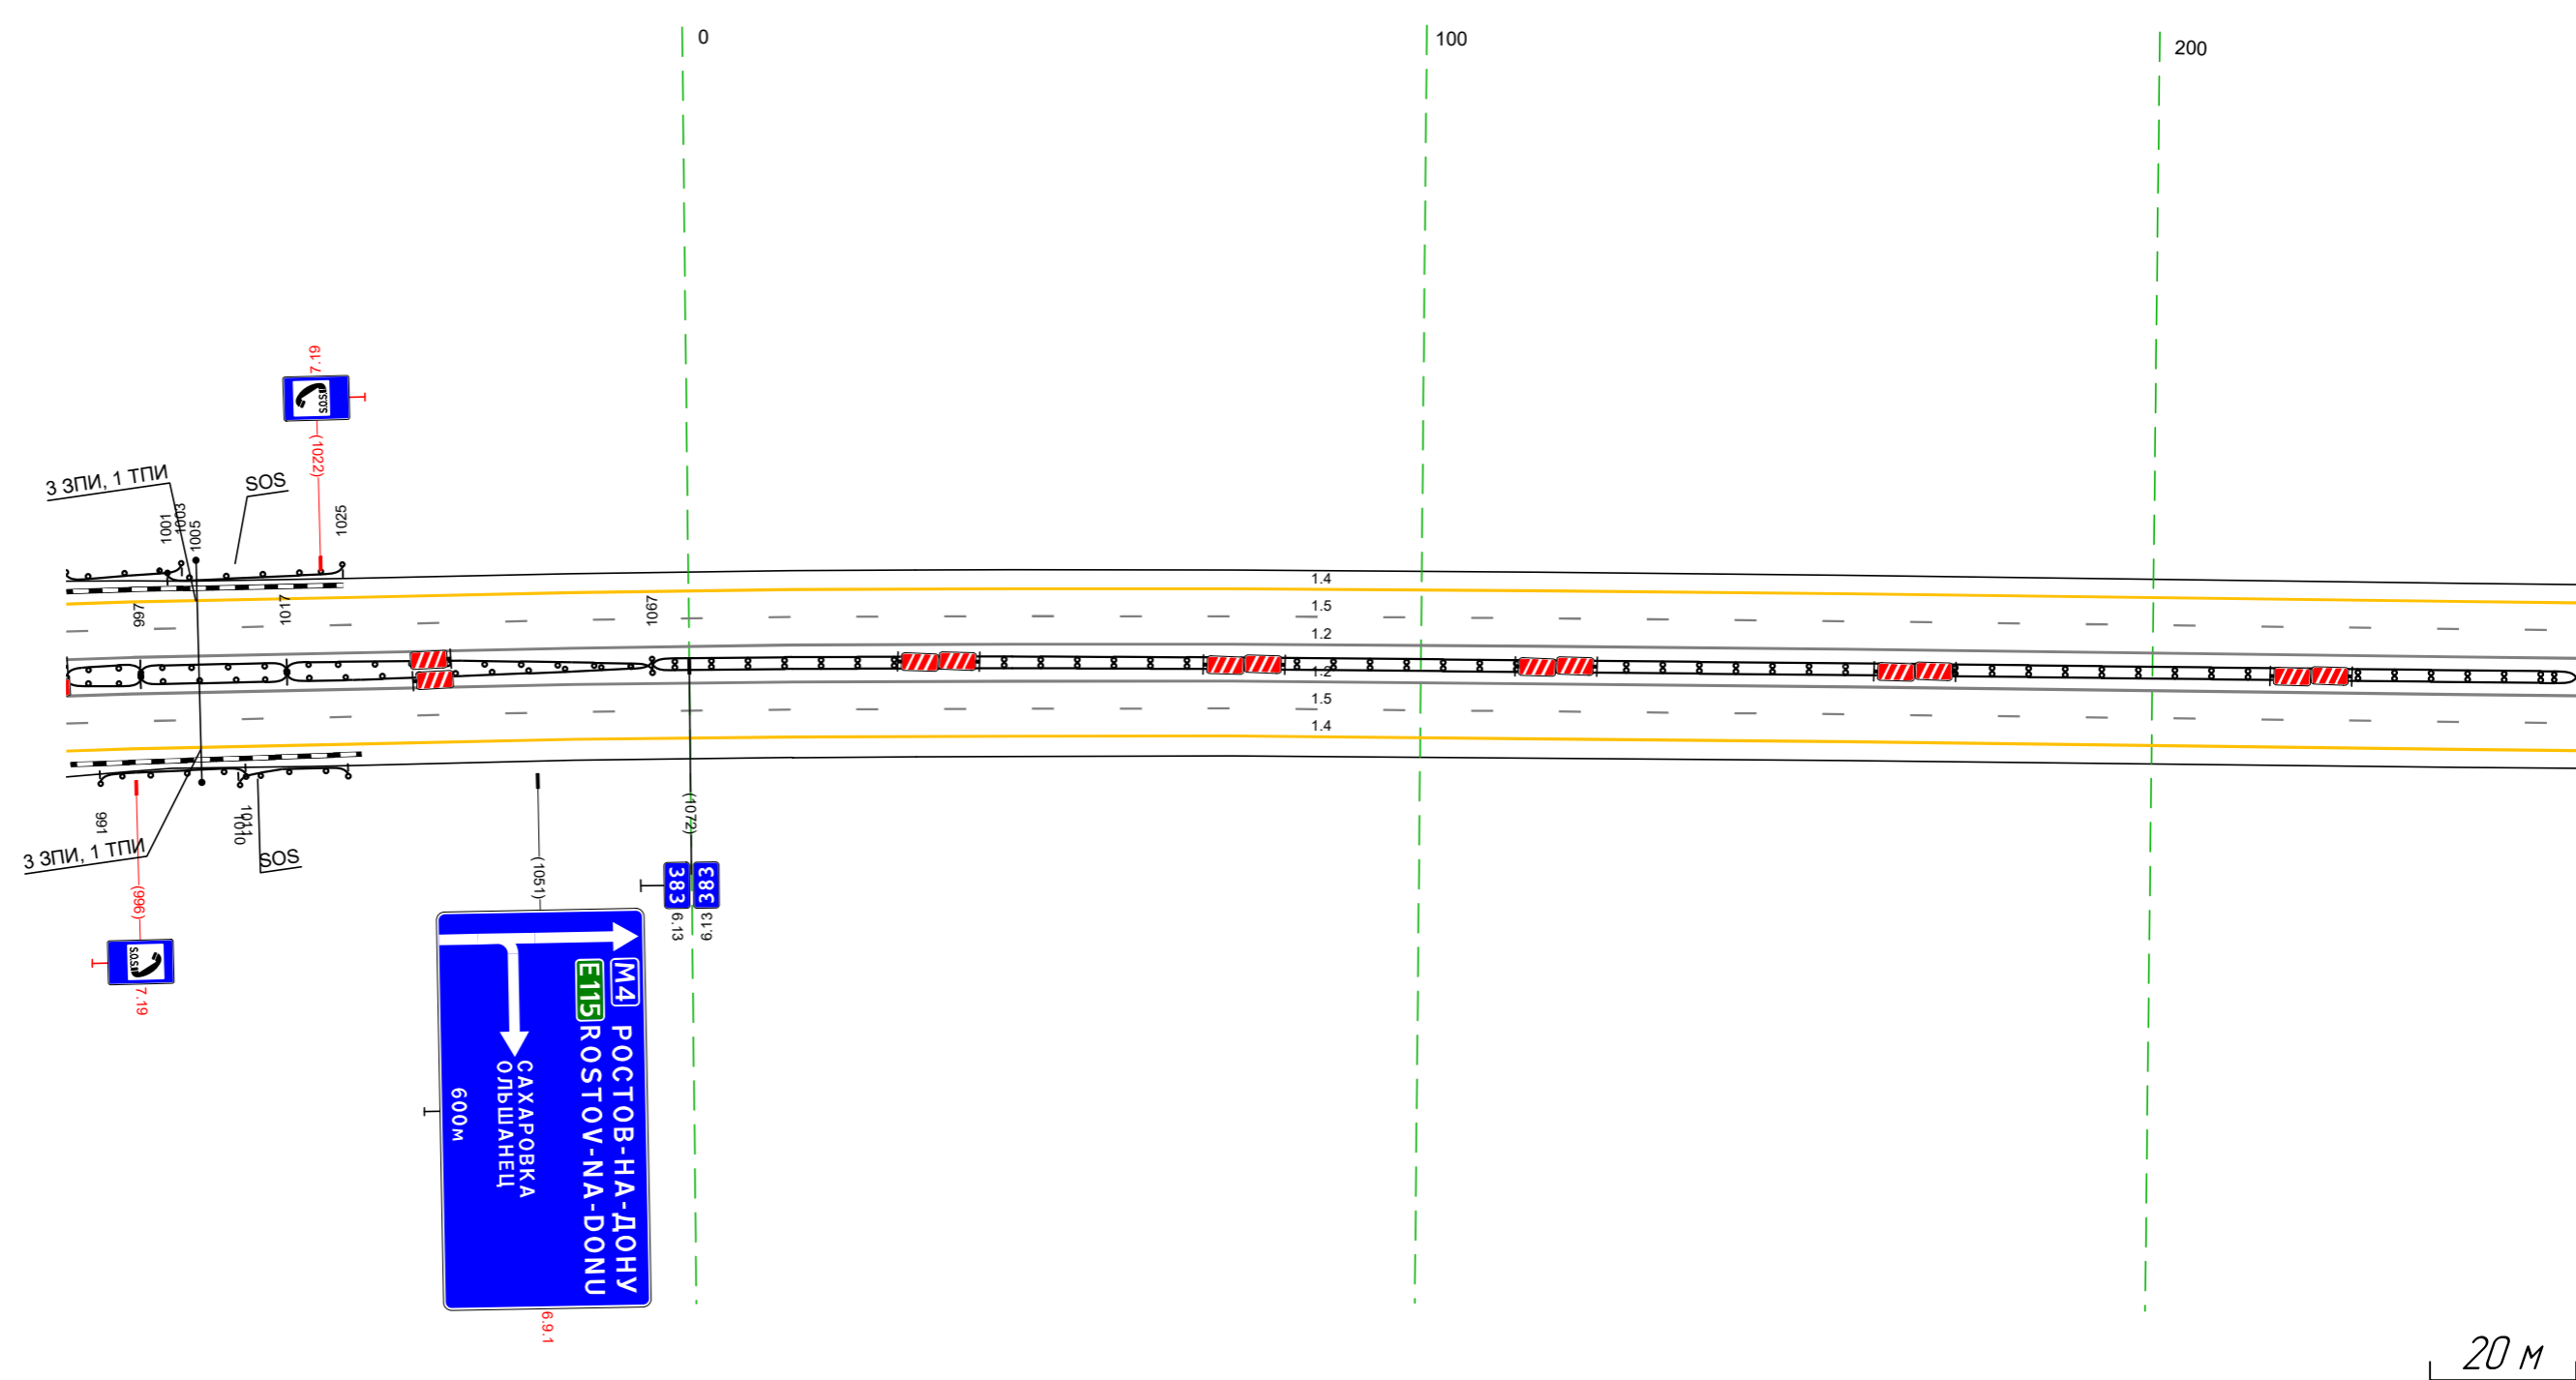 0
100
200
7.19
SOS
(1022)
3 ЗПИ, 1 ТПИ
SOS
1001
1003
1005
1025
997
1017
1067
1.4
1.5
1.2
1.2
1.5
1.4
991
1010
1011
3 ЗПИ, 1 ТПИ
SOS
(996)
SOS
7.19
(1051)
(1072)
383
383
6.13
6.13
M4
E115
РОСТОВ-НА-ДОНУ
ROSTOV-NA-DONU
САХАРОВКА
ОЛЬШАНЕЦ
600м
6.9.1
20 м